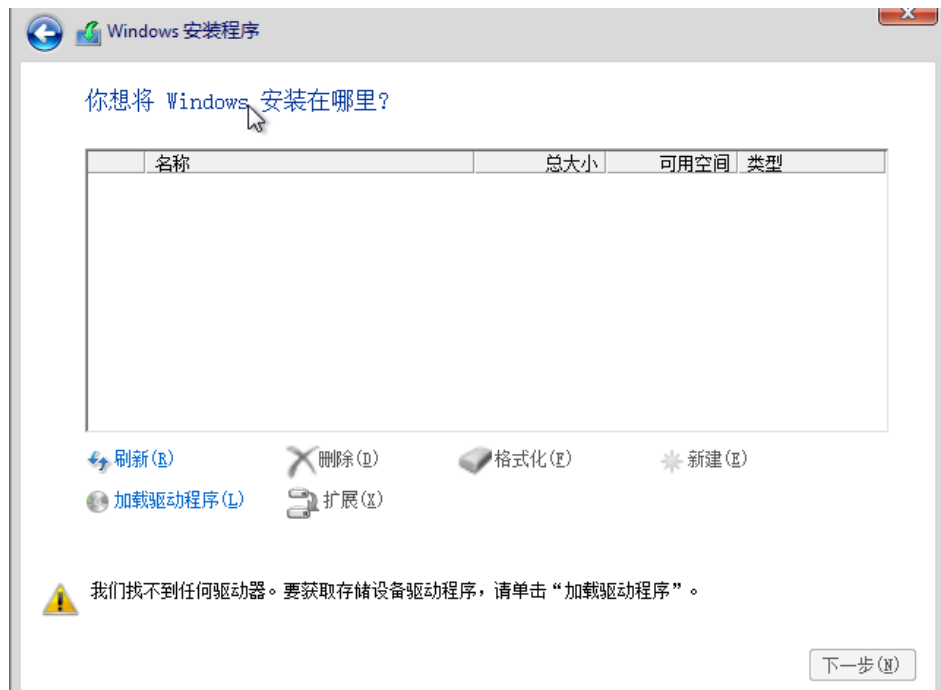 Windows 安装程序
你想将 Windows 安装在哪里?
名称 总大小 可用空间 类型
刷新(R) 删除(D) 格式化(F) 新建(E)
加载驱动程序(L) 扩展(X)
我们找不到任何驱动器。要获取存储设备驱动程序，请单击“加载驱动程序”。
下一步(N)